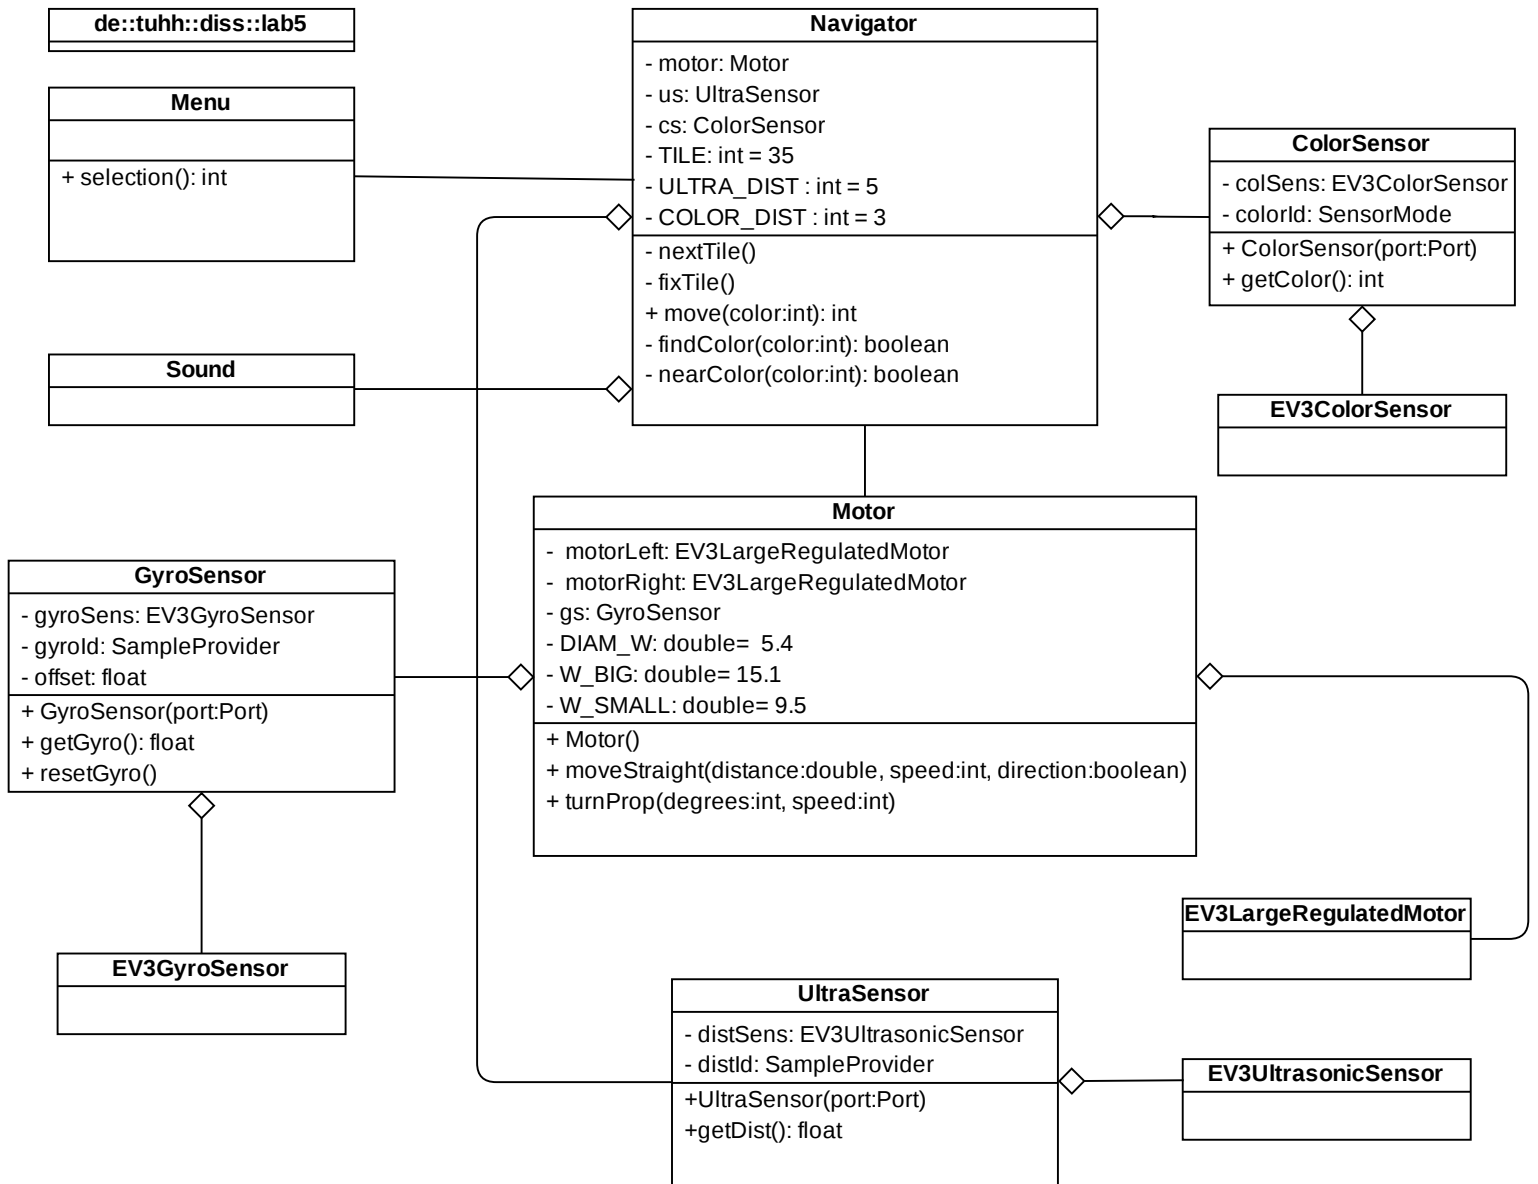 de::tuhh::diss::lab5
Menu
+ selection(): int
Navigator
- motor: Motor
- us: UltraSensor
- cs: ColorSensor
- TILE: int = 35
- ULTRA_DIST : int = 5
- COLOR_DIST : int = 3
- nextTile()
- fixTile()
+ move(color:int): int
- findColor(color:int): boolean
- nearColor(color:int): boolean
ColorSensor
- colSens: EV3ColorSensor
- colorId: SensorMode
+ ColorSensor(port:Port)
+ getColor(): int
Sound
EV3ColorSensor
Motor
-  motorLeft: EV3LargeRegulatedMotor
-  motorRight: EV3LargeRegulatedMotor
- gs: GyroSensor
- DIAM_W: double=  5.4
- W_BIG: double= 15.1
- W_SMALL: double= 9.5
+ Motor()
+ moveStraight(distance:double, speed:int, direction:boolean)
+ turnProp(degrees:int, speed:int)
GyroSensor
- gyroSens: EV3GyroSensor
- gyroId: SampleProvider
- offset: float
+ GyroSensor(port:Port)
+ getGyro(): float
+ resetGyro()
EV3LargeRegulatedMotor
EV3GyroSensor
UltraSensor
- distSens: EV3UltrasonicSensor
- distId: SampleProvider
+UltraSensor(port:Port)
+getDist(): float
EV3UltrasonicSensor